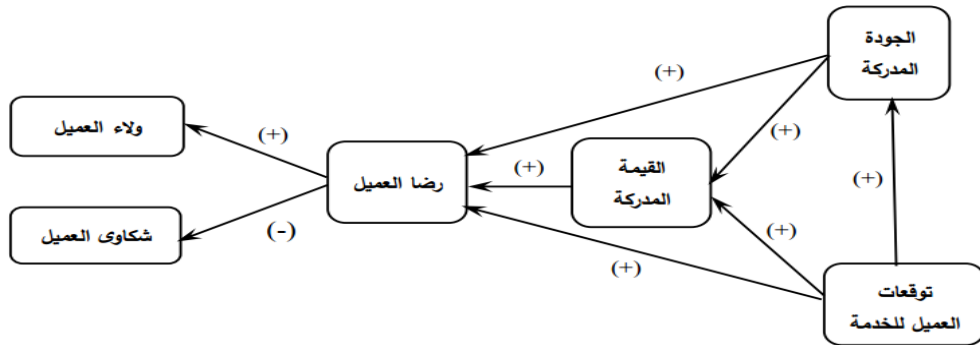 الجودة
المدركة
(+)
(+)
ولاء العميل
(+)
رضا العميل
(+)
القيمة
المدركة
(+)
شكاوى العميل
(-)
(+)
(+)
توقعات
العميل للخدمة